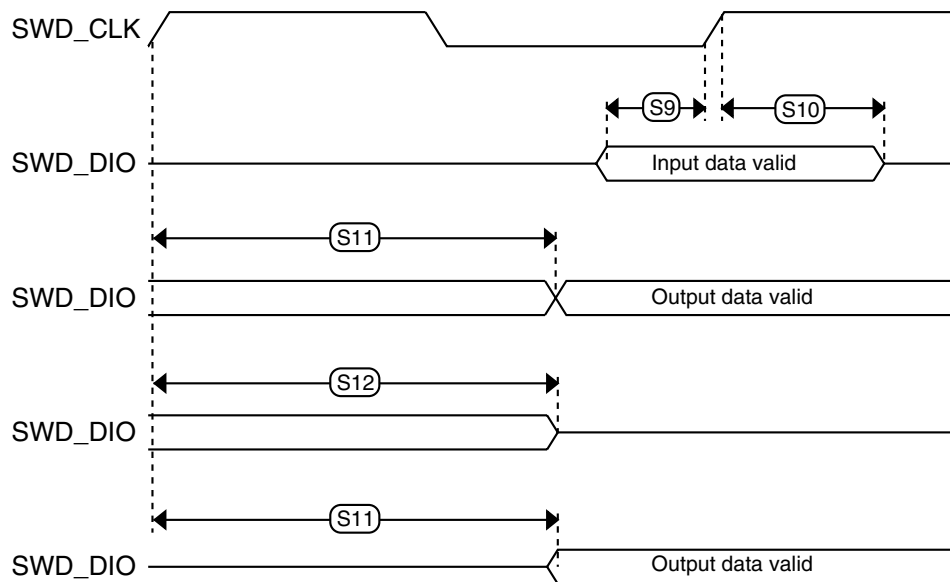 SWD_CLK
S9
S10
SWD_DIO
Input data valid
S11
SWD_DIO
Output data valid
S12
SWD_DIO
S11
SWD_DIO
Output data valid